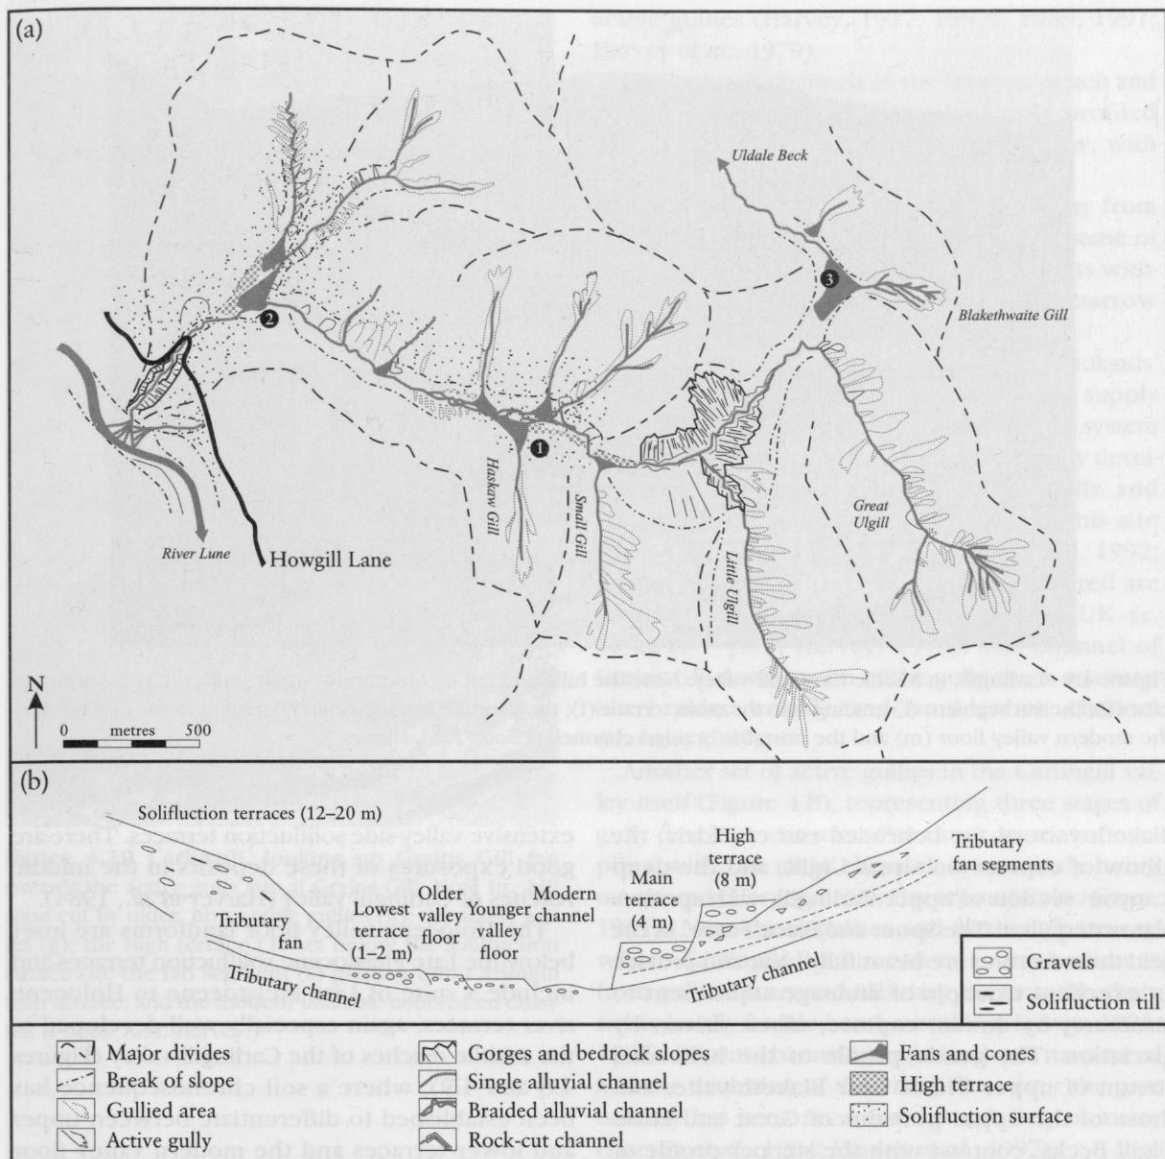 (a)
Uldale Beck
3
Blakethwaite Gill
2
1
Haskaw Gill
Small Gill
Little Ulgill
Great
Ulgill
River Lune
Howgill Lane
N
0 metres 500
(b)
Solifluction terraces (12–20 m)
High
terrace
(8 m)
Tributary
fan segments
Main
terrace
(4 m)
Tributary
fan
Lowest
terrace
(1–2 m)
Older
valley
floor
Younger
valley
floor
Modern
channel
Tributary channel
Tributary
channel
Gravels
Solifluction till
Major divides
Break of slope
Gullied area
Active gully
Gorges and bedrock slopes
Single alluvial channel
Braided alluvial channel
Rock-cut channel
Fans and cones
High terrace
Solifluction surface